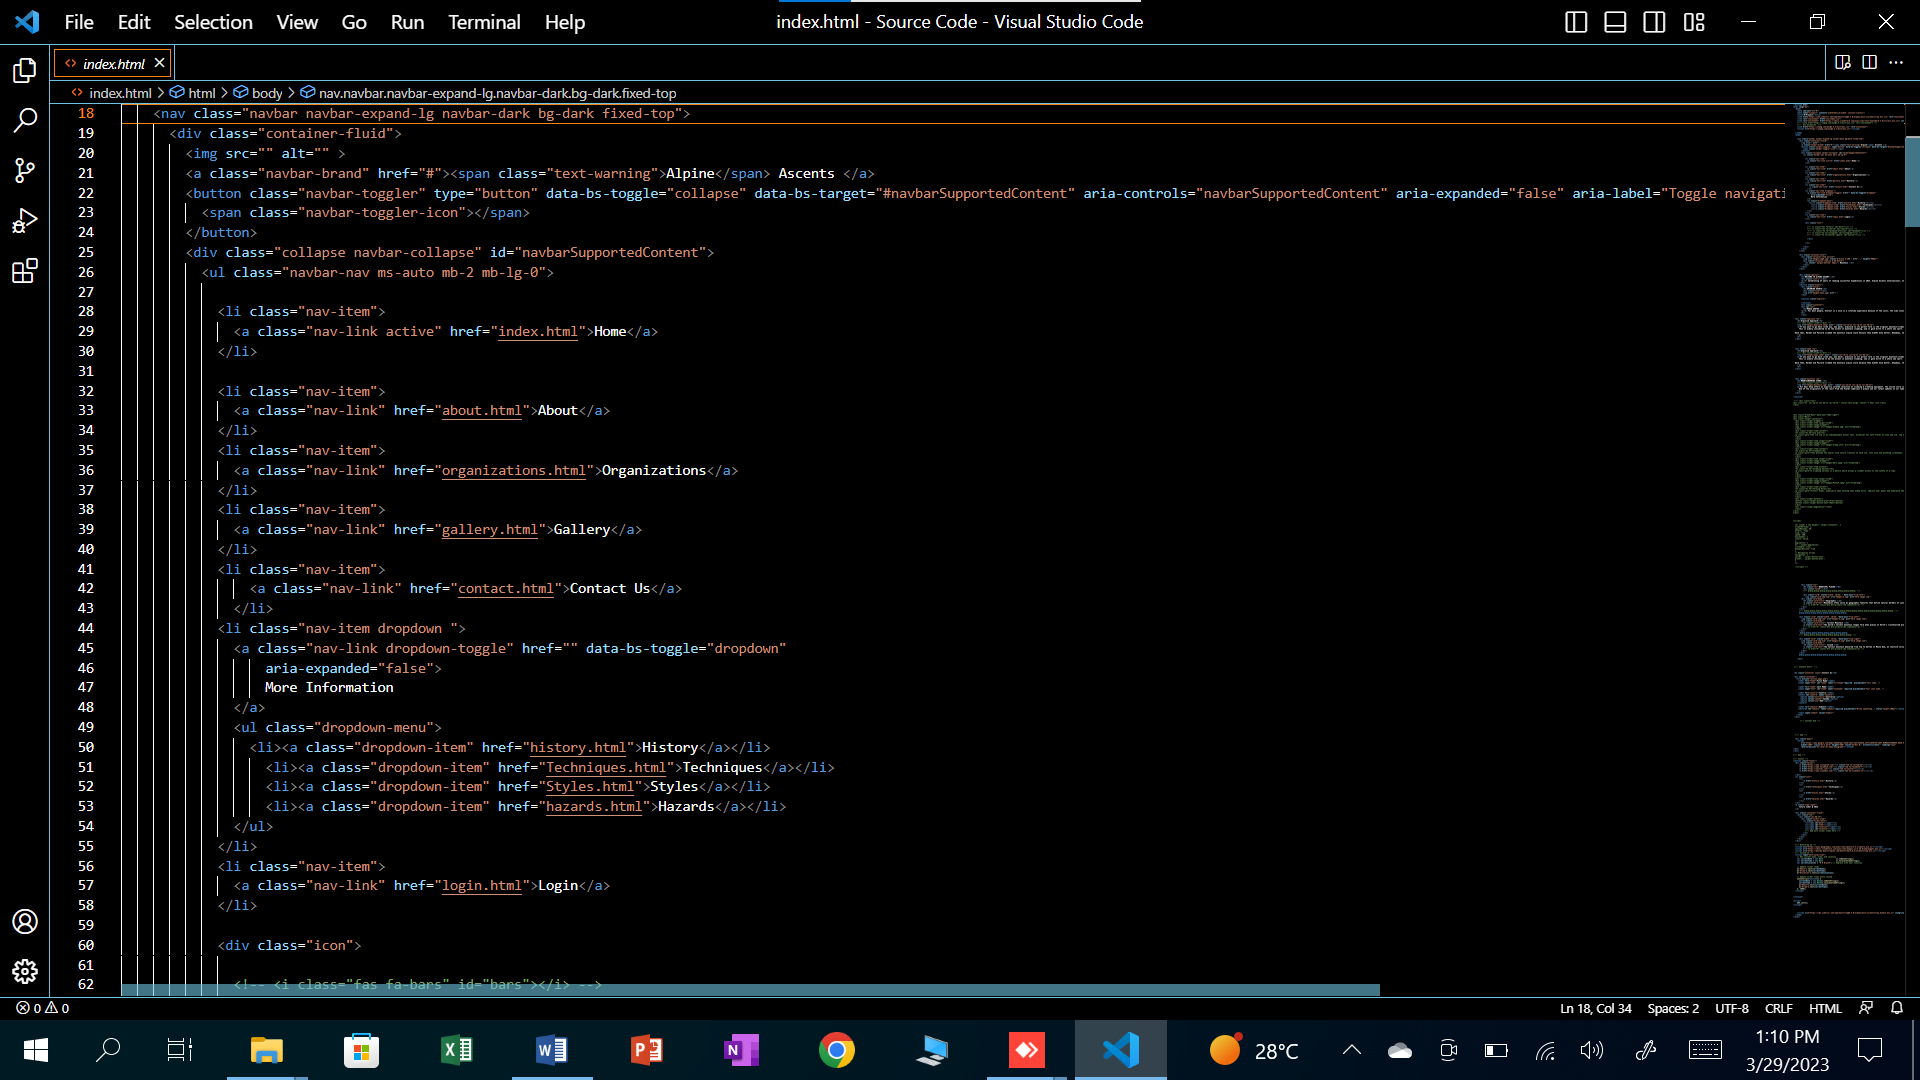 File Edit Selection View Go Run Terminal Help index.html - Source Code - Visual Studio Code
index.html
index.html > html > body > nav.navbar.navbar-expand-lg.navbar-dark.bg-dark.fixed-top
18 <nav class="navbar navbar-expand-lg navbar-dark bg-dark fixed-top">
19 <div class="container-fluid">
20 <img src="" alt="" >
21 <a class="navbar-brand" href="#"><span class="text-warning">Alpine</span> Ascents </a>
22 <button class="navbar-toggler" type="button" data-bs-toggle="collapse" data-bs-target="#navbarSupportedContent" aria-controls="navbarSupportedContent" aria-expanded="false" aria-label="Toggle navigati
23 <span class="navbar-toggler-icon"></span>
24 </button>
25 <div class="collapse navbar-collapse" id="navbarSupportedContent">
26 <ul class="navbar-nav ms-auto mb-2 mb-lg-0">
27
28 <li class="nav-item">
29 <a class="nav-link active" href="index.html">Home</a>
30 </li>
31
32 <li class="nav-item">
33 <a class="nav-link" href="about.html">About</a>
34 </li>
35 <li class="nav-item">
36 <a class="nav-link" href="organizations.html">Organizations</a>
37 </li>
38 <li class="nav-item">
39 <a class="nav-link" href="gallery.html">Gallery</a>
40 </li>
41 <li class="nav-item">
42 <a class="nav-link" href="contact.html">Contact Us</a>
43 </li>
44 <li class="nav-item dropdown ">
45 <a class="nav-link dropdown-toggle" href="" data-bs-toggle="dropdown"
46 aria-expanded="false">
47 More Information
48 </a>
49 <ul class="dropdown-menu">
50 <li><a class="dropdown-item" href="history.html">History</a></li>
51 <li><a class="dropdown-item" href="Techniques.html">Techniques</a></li>
52 <li><a class="dropdown-item" href="Styles.html">Styles</a></li>
53 <li><a class="dropdown-item" href="hazards.html">Hazards</a></li>
54 </ul>
55 </li>
56 <li class="nav-item">
57 <a class="nav-link" href="login.html">Login</a>
58 </li>
59
60 <div class="icon">
61
62 <!-- <i class="fas fa-bars" id="bars"></i> -->
0 0 Ln 18, Col 34 Spaces: 2 UTF-8 CRLF HTML
28°C
1:10 PM
3/29/2023